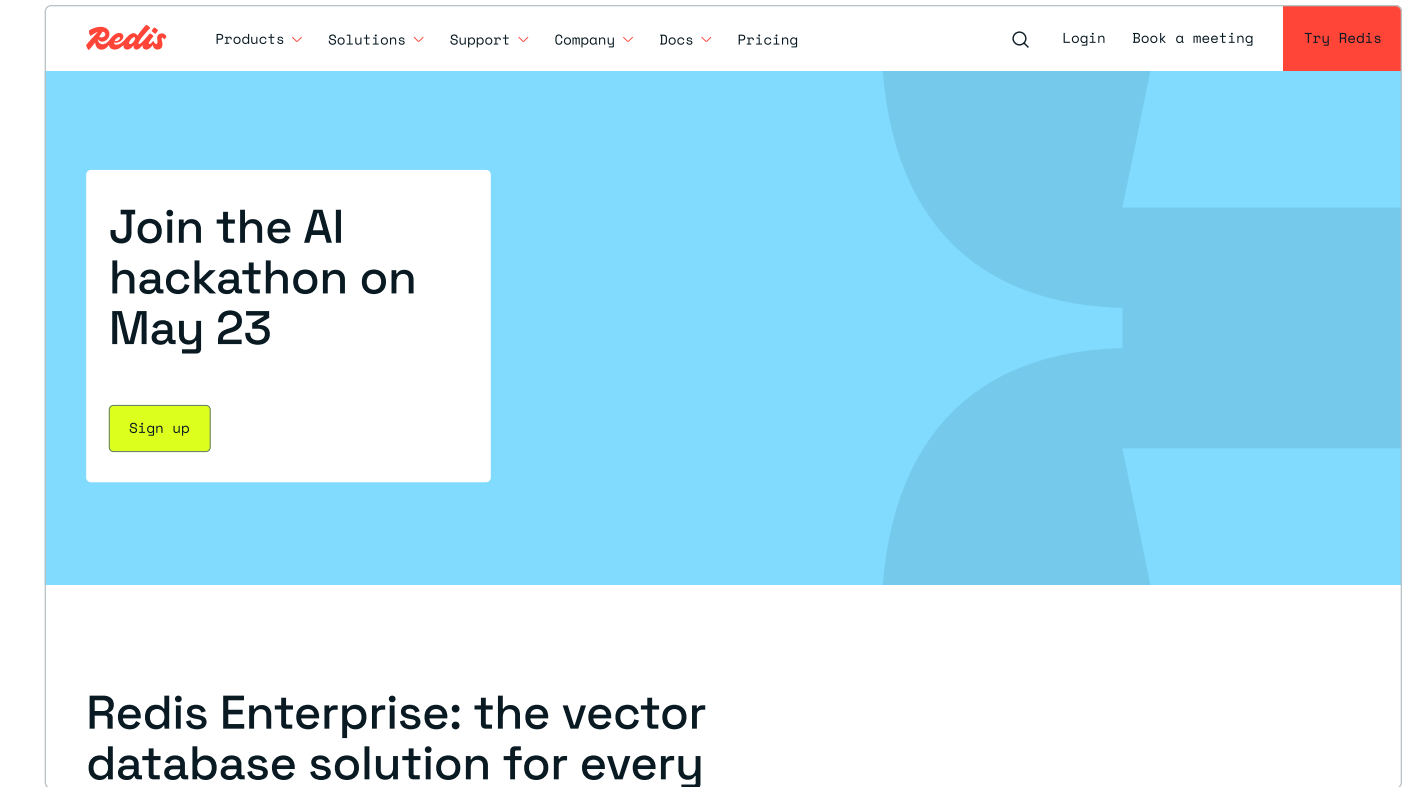 Redis Products Solutions Support Company Docs Pricing Login Book a meeting Try Redis
Join the AI
hackathon on
May 23
Sign up
Redis Enterprise: the vector
database solution for every